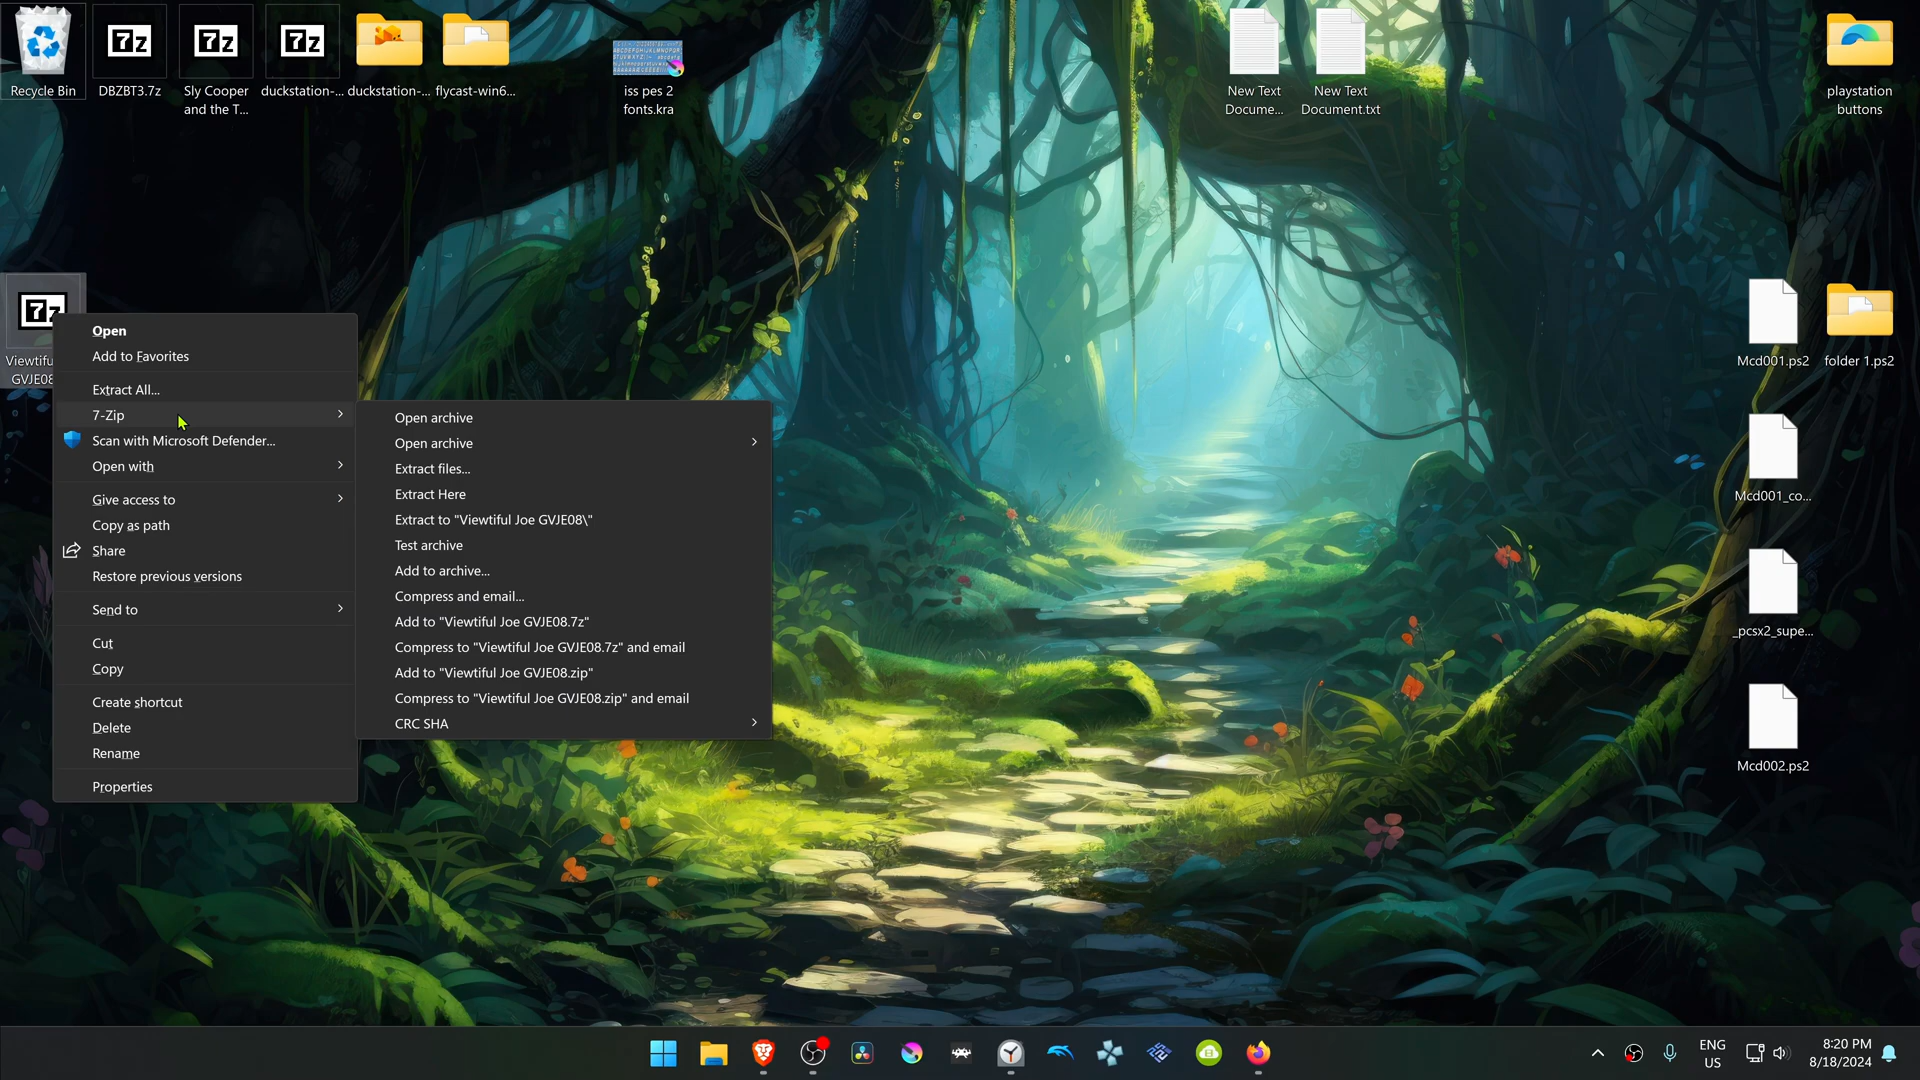 Recycle Bin
DBZBT3.7z
Sly Cooper
and the T...
duckstation-...
duckstation-...
flycast-win6...
iss pes 2
fonts.kra
New Text
Docume...
New Text
Document.txt
playstation
buttons
Viewtifu
GVJE08
Mcd001.ps2
folder 1.ps2
Mcd001_co...
_pcsx2_supe...
Mcd002.ps2
Open
Add to Favorites
Extract All...
7-Zip
Scan with Microsoft Defender...
Open with
Give access to
Copy as path
Share
Restore previous versions
Send to
Cut
Copy
Create shortcut
Delete
Rename
Properties
Open archive
Open archive
Extract files...
Extract Here
Extract to "Viewtiful Joe GVJE08\"
Test archive
Add to archive...
Compress and email...
Add to "Viewtiful Joe GVJE08.7z"
Compress to "Viewtiful Joe GVJE08.7z" and email
Add to "Viewtiful Joe GVJE08.zip"
Compress to "Viewtiful Joe GVJE08.zip" and email
CRC SHA
ENG
US
8:20 PM
8/18/2024